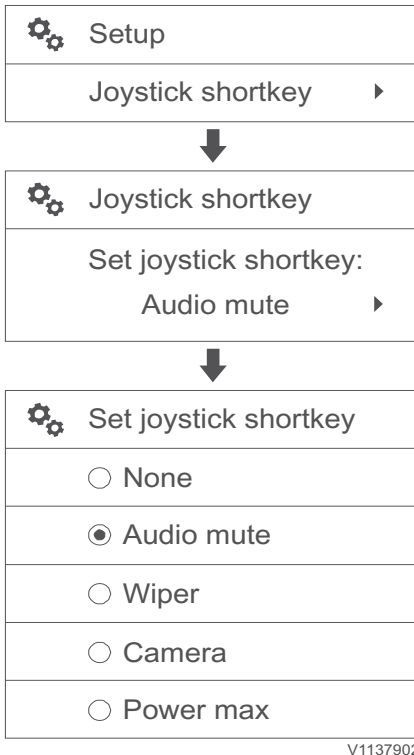 Setup
Joystick shortkey
Joystick shortkey
Set joystick shortkey:
Audio mute
Set joystick shortkey
None
Audio mute
Wiper
Camera
Power max
V1137902